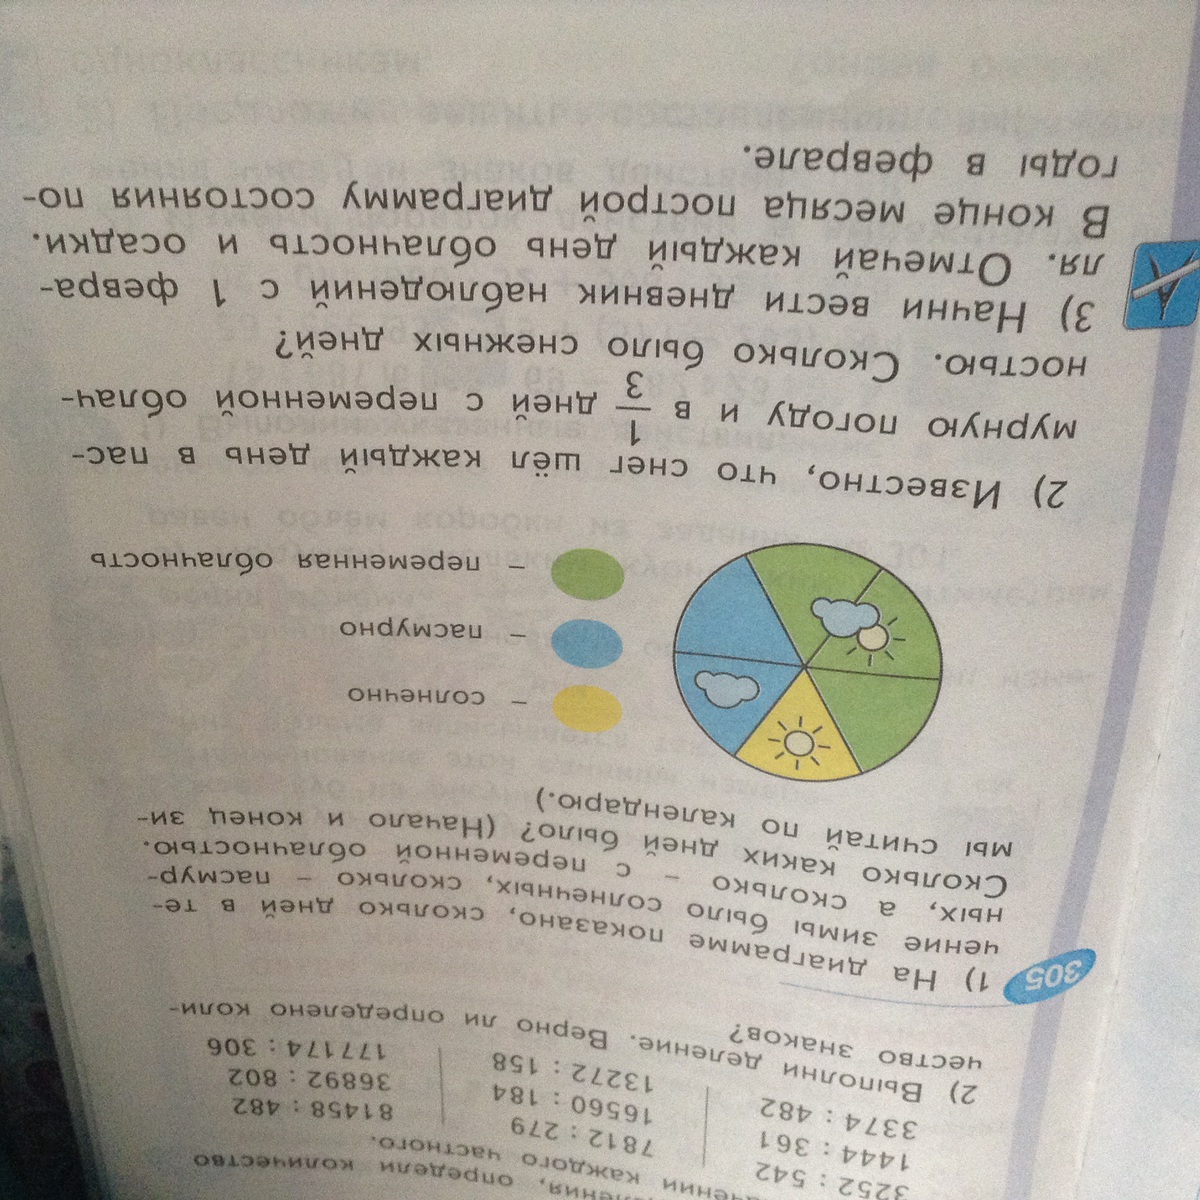 определи количество
каждого частного.
3252 : 542
1444 : 361
3374 : 482
7812 : 279
16560 : 184
13272 : 158
81458 : 482
36892 : 802
177174 : 306
2) Выполни деление. Верно ли определено коли-
чество знаков?
305
1) На диаграмме показано, сколько дней в те-
чение зимы было солнечных, сколько – пасмур-
ных, а сколько – с переменной облачностью.
Сколько каких дней было? (Начало и конец зи-
мы считай по календарю.)
– солнечно
– пасмурно
– переменная облачность
2) Известно, что снег шёл каждый день в пас-
мурную погоду и в 1/3 дней с переменной облач-
ностью. Сколько было снежных дней?
3) Начни вести дневник наблюдений с 1 февра-
ля. Отмечай каждый день облачность и осадки.
В конце месяца построй диаграмму состояния по-
годы в феврале.